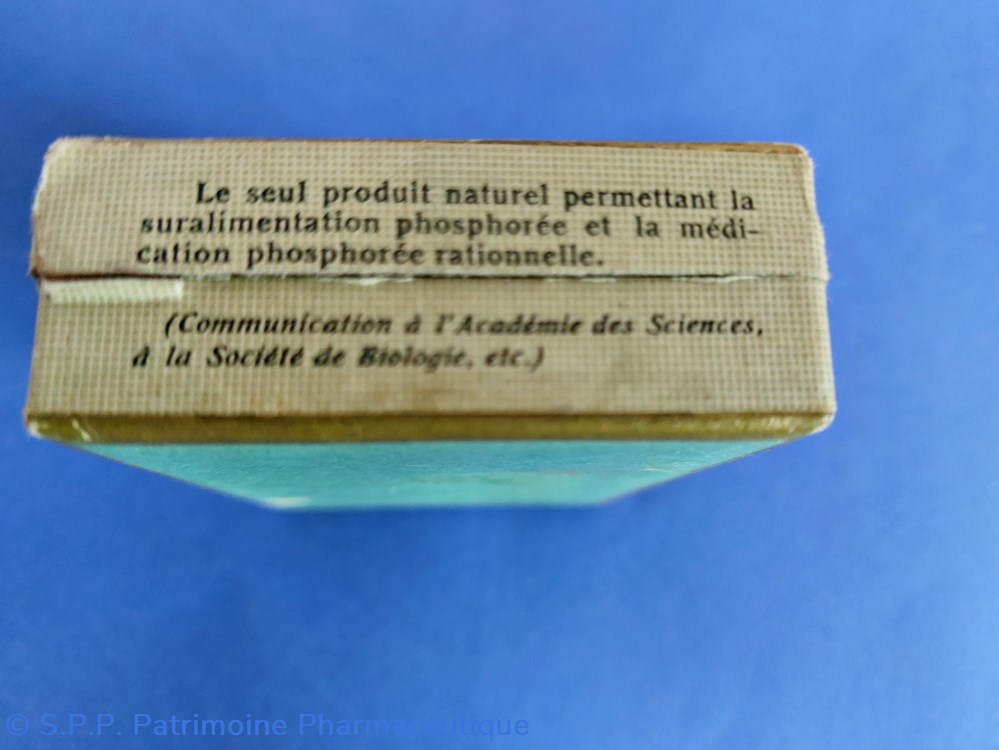 Le seul produit naturel permettant la
suralimentation phosphorée et la médi-
cation phosphorée rationnelle.
(Communication à l'Académie des Sciences,
à la Société de Biologie, etc.)
© S.P.P. Patrimoine Pharmaceutique